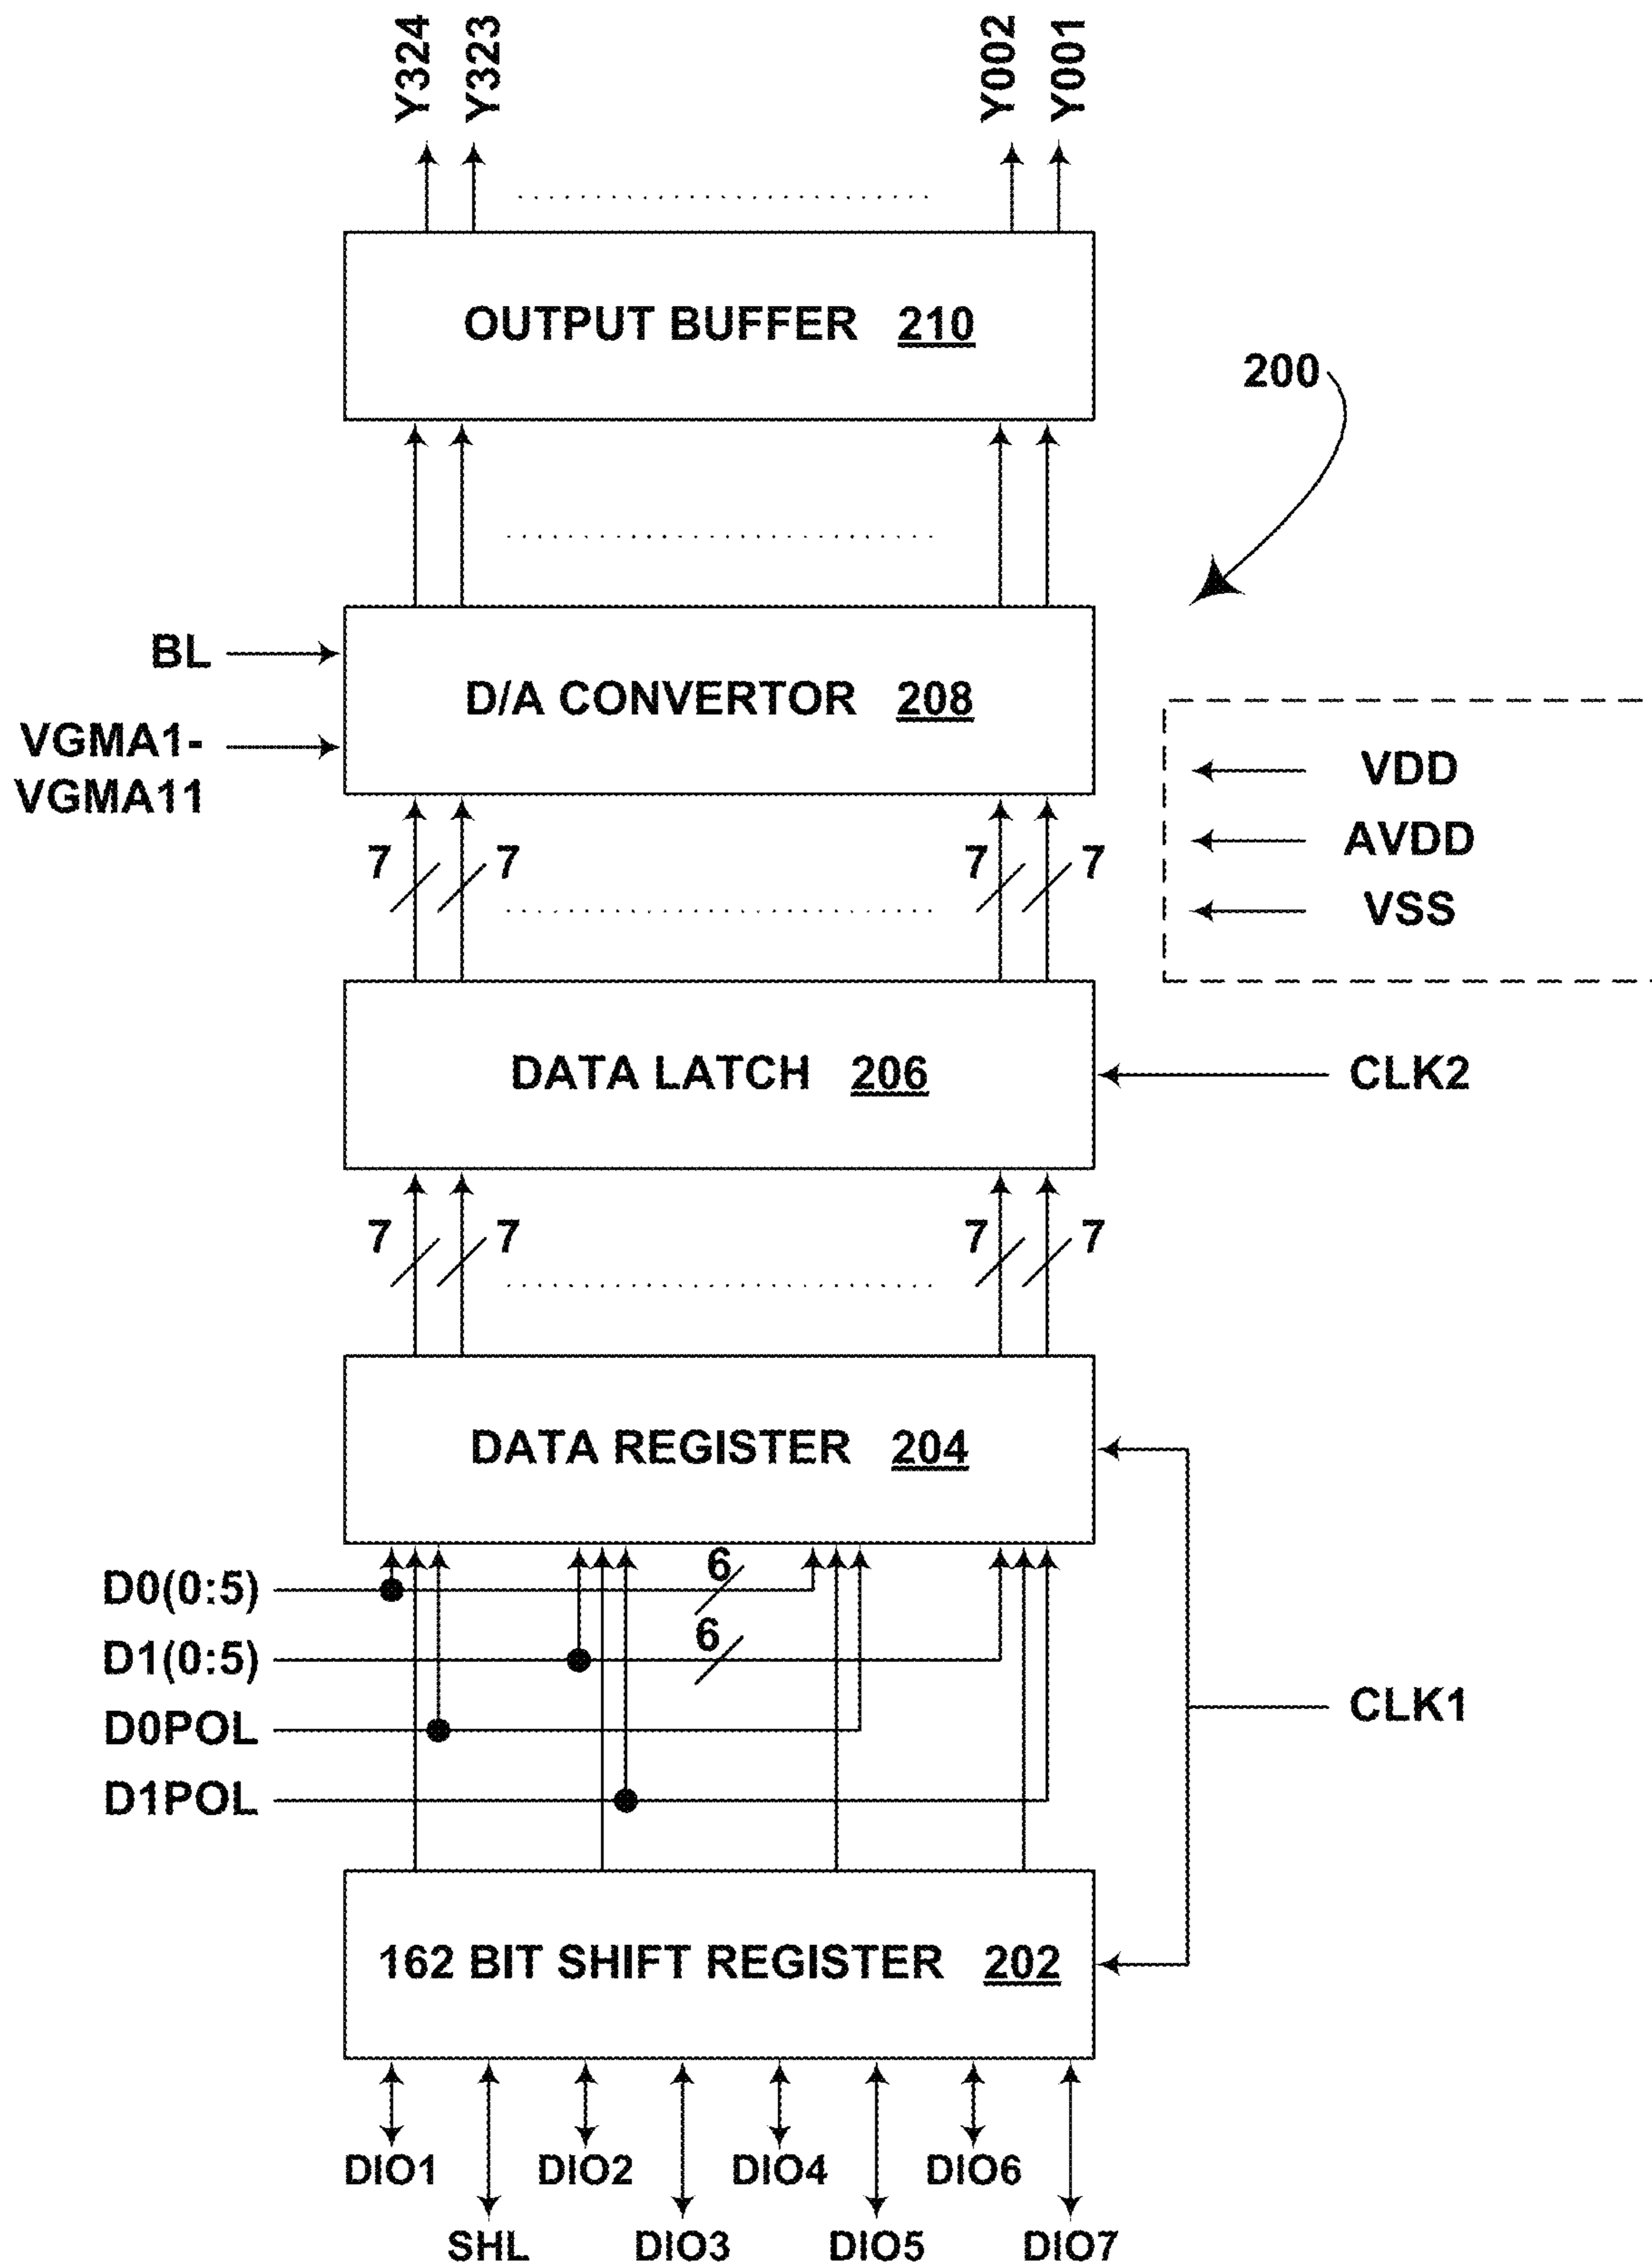 Y324
Y323
Y002
Y001
OUTPUT BUFFER 210
200
BL
D/A CONVERTOR 208
VGMA1-
VGMA11
VDD
AVDD
VSS
7 7 7 7
DATA LATCH 206
CLK2
7 7 7 7
DATA REGISTER 204
D0(0:5)
6
D1(0:5)
6
D0POL
CLK1
D1POL
162 BIT SHIFT REGISTER 202
DIO1 DIO2 DIO4 DIO6
SHL DIO3 DIO5 DIO7